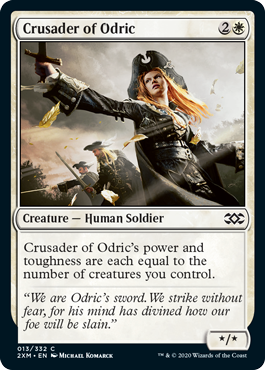 Crusader of Odric 2
Creature — Human Soldier
Crusader of Odric's power and
toughness are each equal to the
number of creatures you control.
"We are Odric's sword. We strike without
fear, for his mind has divined how our
foe will be slain."
*/*
013/332 C
2XM • EN Michael Komarck ™ & © 2020 Wizards of the Coast